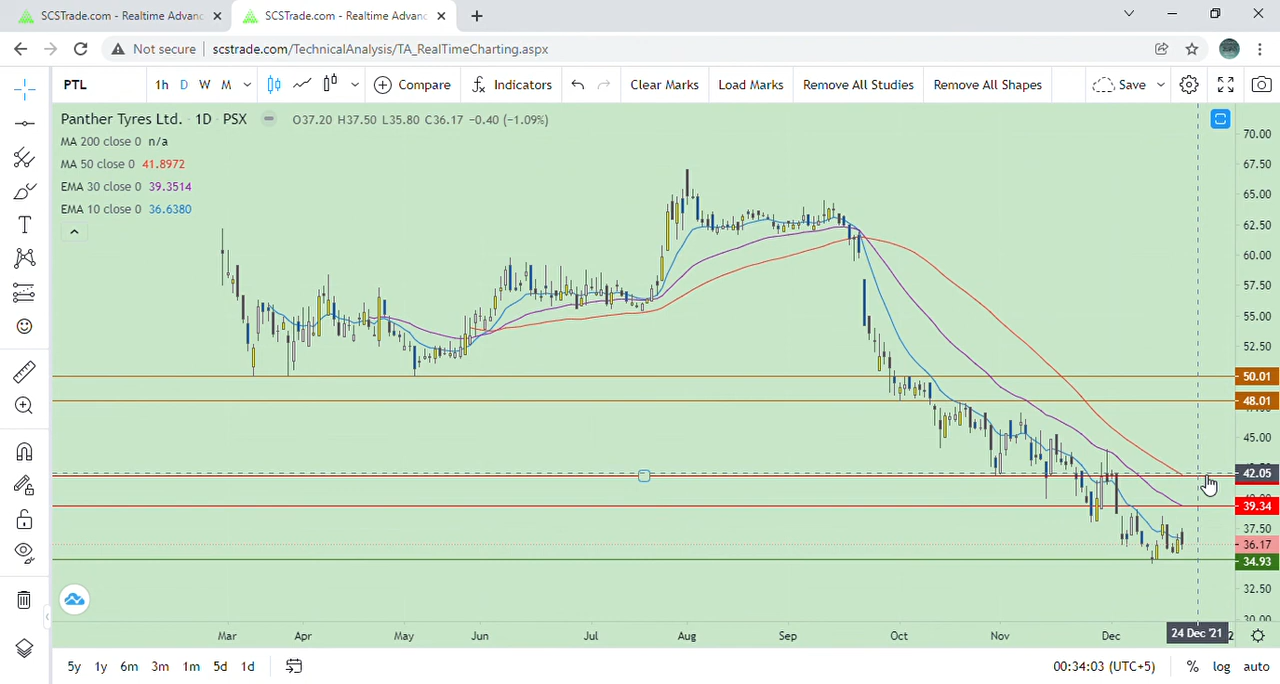 SCSTrade.com - Realtime Advanc
SCSTrade.com - Realtime Advanc
Not secure scstrade.com/TechnicalAnalysis/TA_RealTimeCharting.aspx
PTL 1h D W M Compare Indicators Clear Marks Load Marks Remove All Studies Remove All Shapes Save
Panther Tyres Ltd. · 1D · PSX O37.20 H37.50 L35.80 C36.17 −0.40 (−1.09%)
MA 200 close 0 n/a
MA 50 close 0 41.8972
EMA 30 close 0 39.3514
EMA 10 close 0 36.6380
70.00
67.50
65.00
62.50
60.00
57.50
55.00
52.50
50.01
48.01
45.00
42.05
39.34
37.50
36.17
34.93
32.50
30.00
Mar Apr May Jun Jul Aug Sep Oct Nov Dec 24 Dec '21
5y 1y 6m 3m 1m 5d 1d 00:34:03 (UTC+5) % log auto